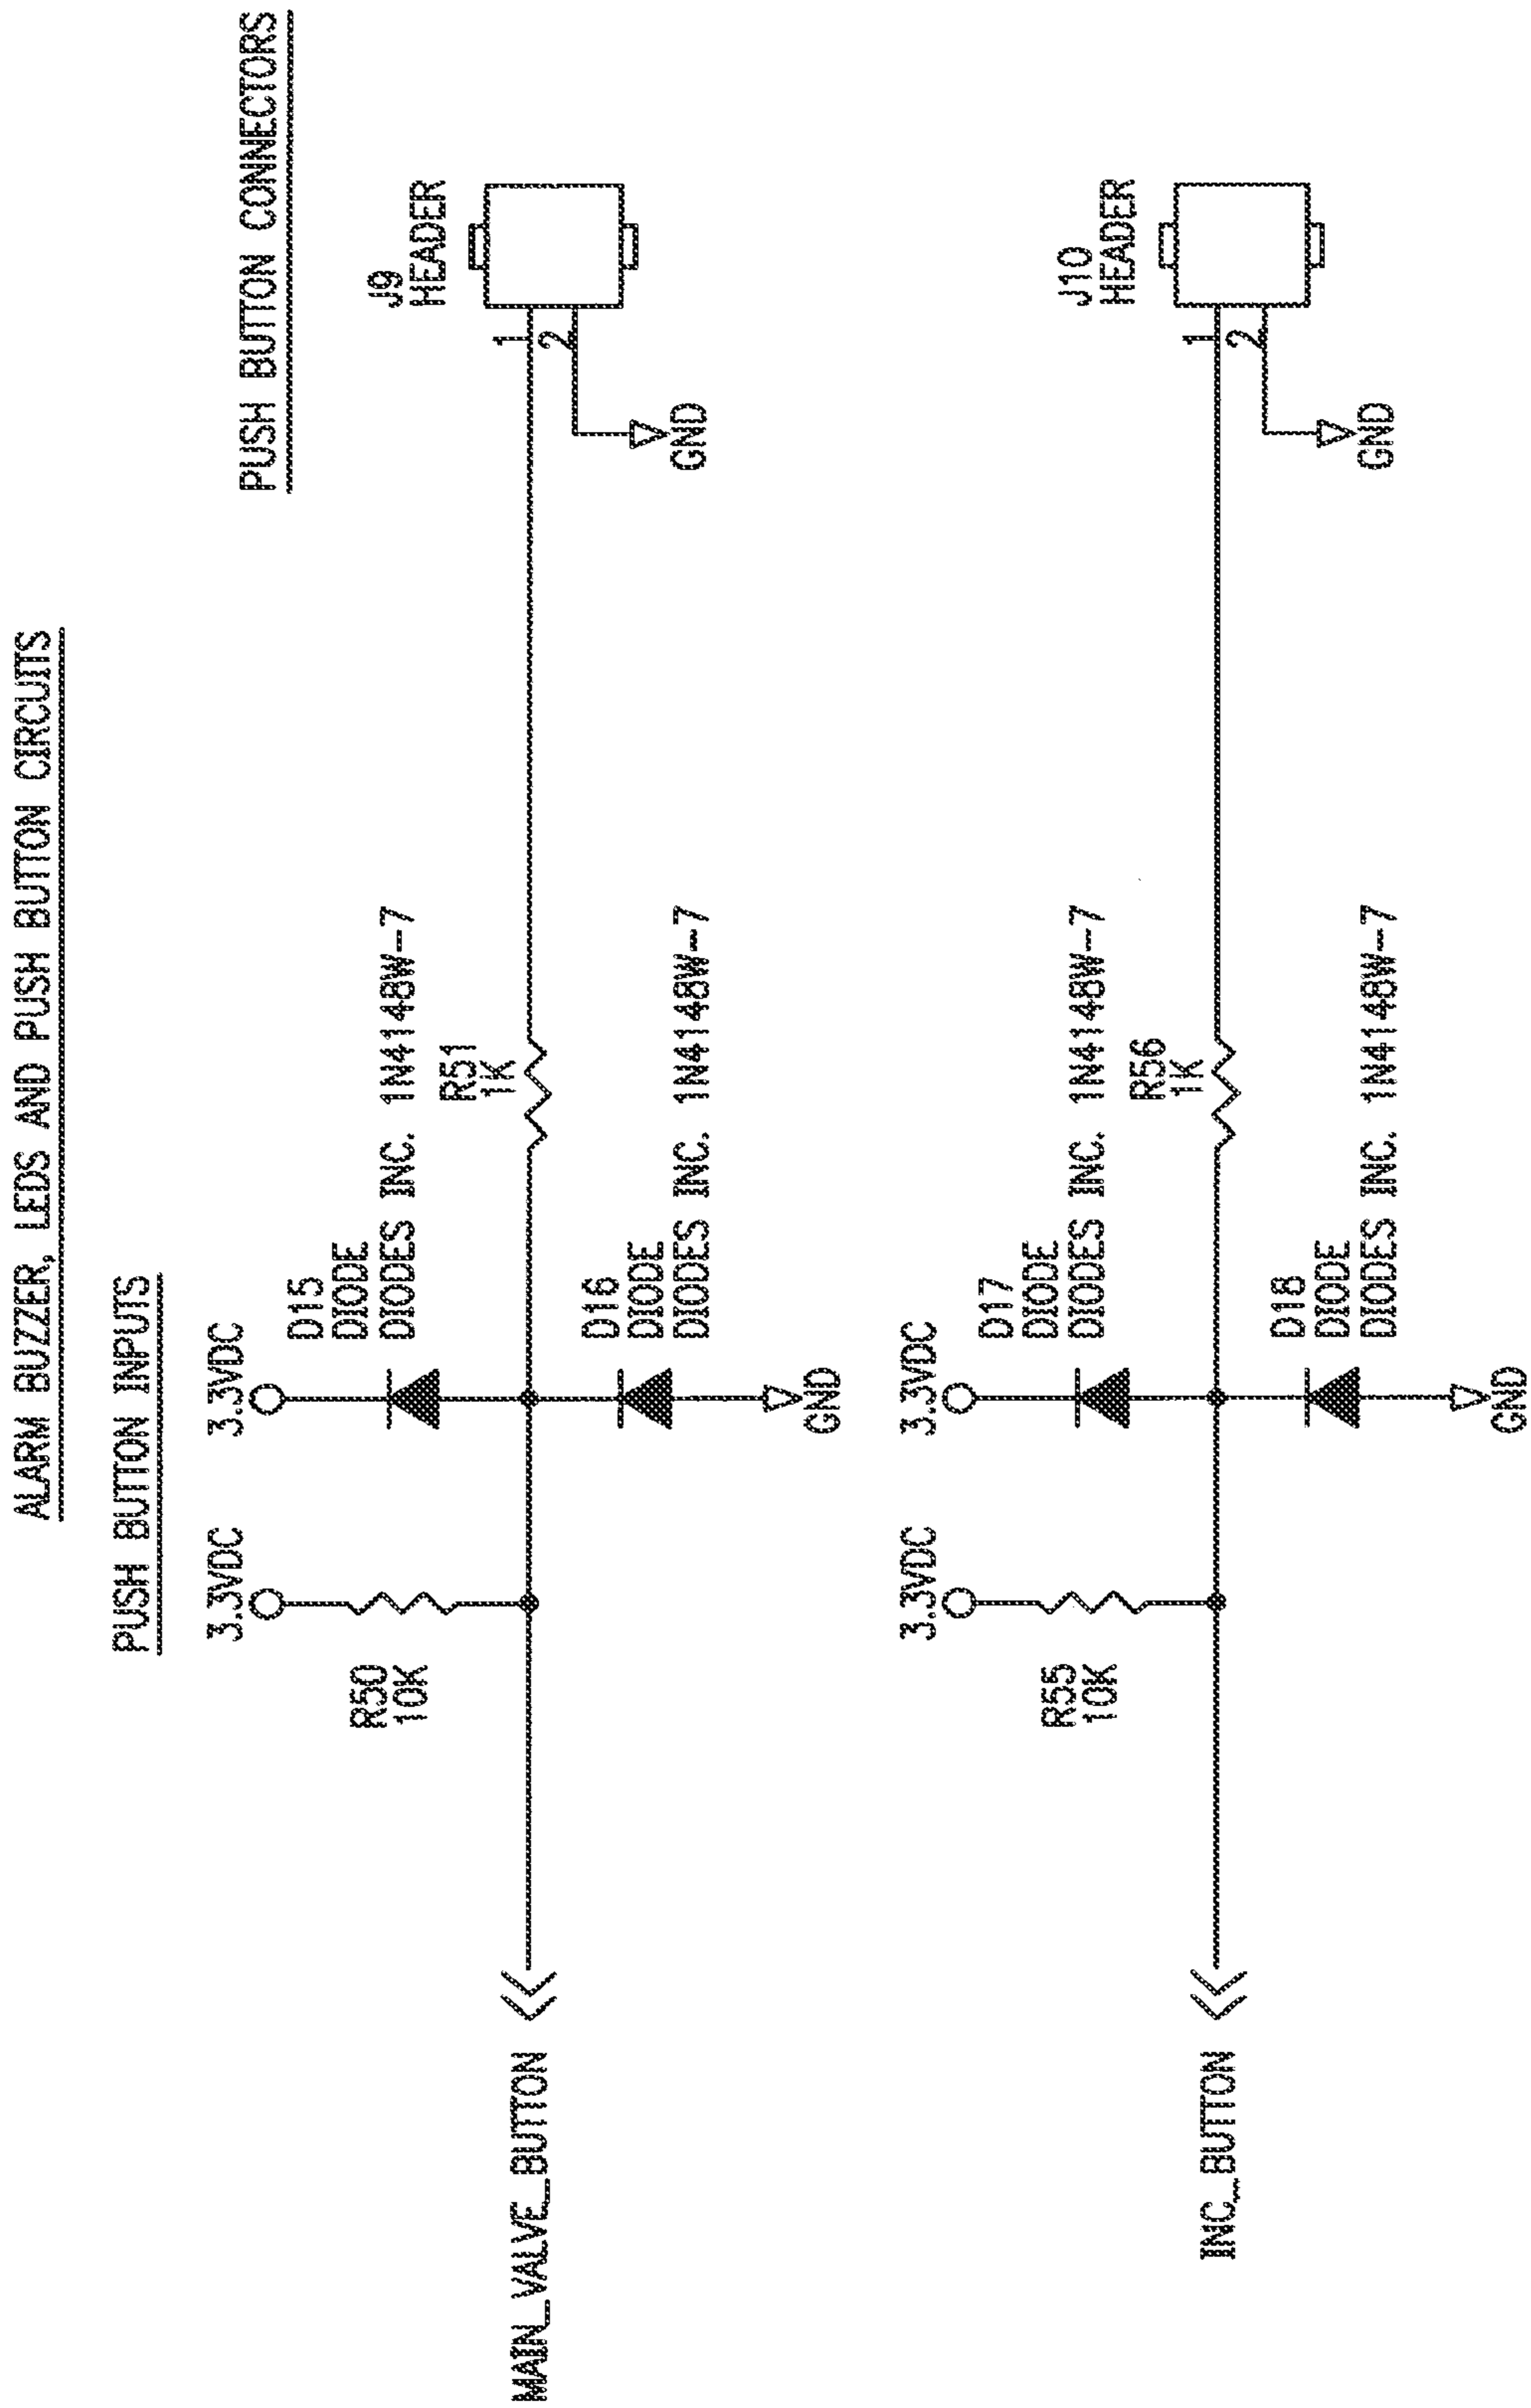 ALARM BUZZER, LEDS AND PUSH BUTTON CIRCUITS
PUSH BUTTON INPUTS
PUSH BUTTON CONNECTORS
3.3VDC
3.3VDC
R50
10K
D15
DIODE
DIODES INC. 1N4148W-7
R51
1K
J9
HEADER
1
2
GND
MAIN_VALVE_BUTTON
D16
DIODE
DIODES INC. 1N4148W-7
GND
3.3VDC
3.3VDC
R55
10K
D17
DIODE
DIODES INC. 1N4148W-7
R56
1K
J10
HEADER
1
2
GND
INC_BUTTON
D18
DIODE
DIODES INC. 1N4148W-7
GND